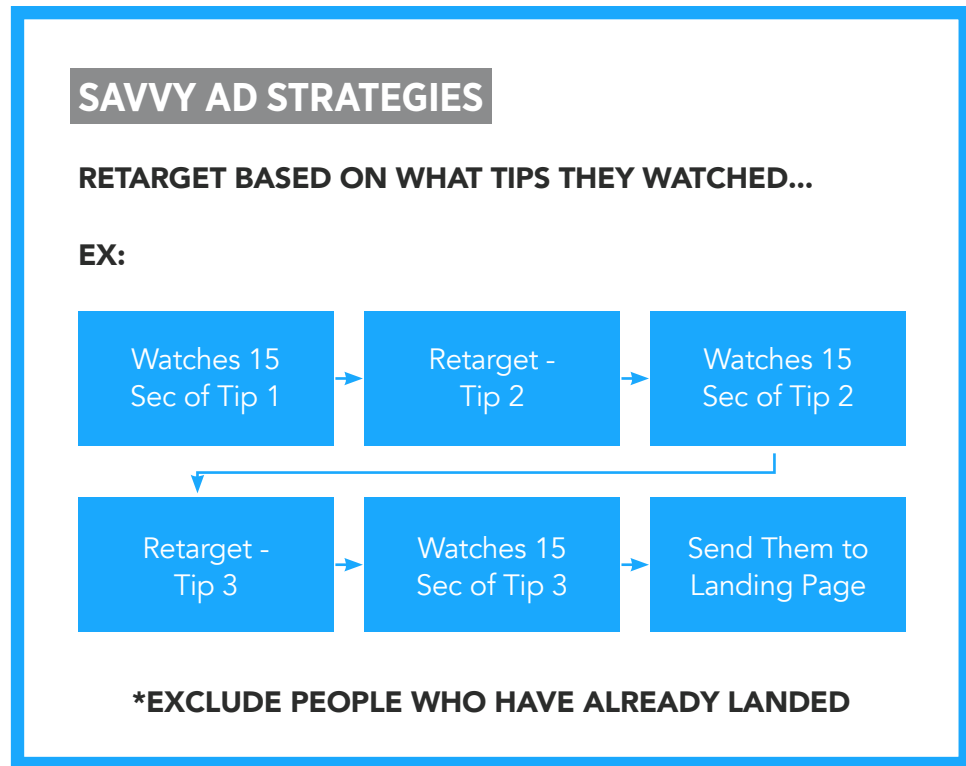 SAVVY AD STRATEGIES
RETARGET BASED ON WHAT TIPS THEY WATCHED...
EX:
Watches 15
Sec of Tip 1
Retarget -
Tip 2
Watches 15
Sec of Tip 2
Retarget -
Tip 3
Watches 15
Sec of Tip 3
Send Them to
Landing Page
*EXCLUDE PEOPLE WHO HAVE ALREADY LANDED